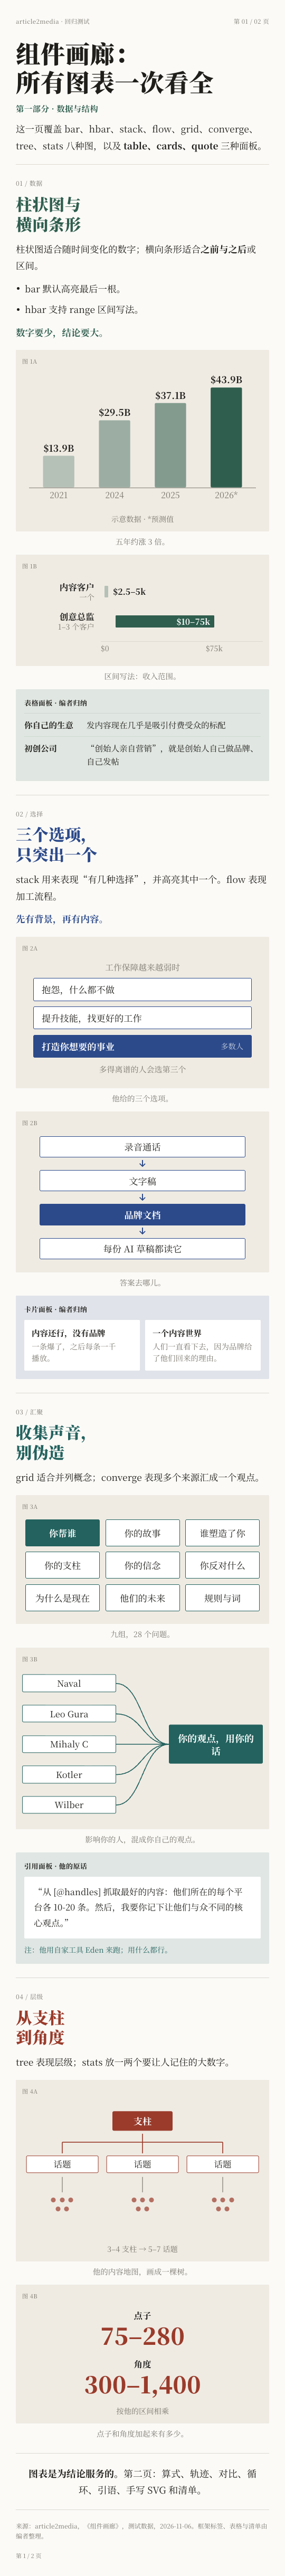 article2media · 回归测试
第 01 / 02 页
组件画廊：
所有图表一次看全
第一部分 · 数据与结构
这一页覆盖 bar、hbar、stack、flow、grid、converge、
tree、stats 八种图，以及 table、cards、quote 三种面板。
01 / 数据
柱状图与
横向条形
柱状图适合随时间变化的数字；横向条形适合之前与之后或
区间。
• bar 默认高亮最后一根。
• hbar 支持 range 区间写法。
数字要少，结论要大。
图 1A
$13.9B
$29.5B
$37.1B
$43.9B
2021
2024
2025
2026*
示意数据 · *预测值
五年约涨 3 倍。
图 1B
内容客户
一个
$2.5–5k
创意总监
1–3 个客户
$10–75k
$0
$75k
区间写法：收入范围。
表格面板 · 编者归纳
你自己的生意
发内容现在几乎是吸引付费受众的标配
初创公司
“创始人亲自营销”，就是创始人自己做品牌、
自己发帖
02 / 选择
三个选项，
只突出一个
stack 用来表现“有几种选择”，并高亮其中一个。flow 表现
加工流程。
先有背景，再有内容。
图 2A
工作保障越来越弱时
抱怨，什么都不做
提升技能，找更好的工作
打造你想要的事业
多数人
多得离谱的人会选第三个
他给的三个选项。
图 2B
录音通话
文字稿
品牌文档
每份 AI 草稿都读它
答案去哪儿。
卡片面板 · 编者归纳
内容还行，没有品牌
一条爆了，之后每条一千
播放。
一个内容世界
人们一直看下去，因为品牌给
了他们回来的理由。
03 / 汇聚
收集声音，
别伪造
grid 适合并列概念；converge 表现多个来源汇成一个观点。
图 3A
你帮谁
你的故事
谁塑造了你
你的支柱
你的信念
你反对什么
为什么是现在
他们的未来
规则与词
九组，28 个问题。
图 3B
Naval
Leo Gura
Mihaly C
Kotler
Wilber
你的观点，用你的
话
影响你的人，混成你自己的观点。
引用面板 · 他的原话
“从 [@handles] 抓取最好的内容：他们所在的每个平
台各 10-20 条。然后，我要你记下让他们与众不同的核
心观点。”
注：他用自家工具 Eden 来跑；用什么都行。
04 / 层级
从支柱
到角度
tree 表现层级；stats 放一两个要让人记住的大数字。
图 4A
支柱
话题
话题
话题
3–4 支柱 → 5–7 话题
他的内容地图，画成一棵树。
图 4B
点子
75–280
角度
300–1,400
按他的区间相乘
点子和角度加起来有多少。
图表是为结论服务的。第二页：算式、轨迹、对比、循
环、引语、手写 SVG 和清单。
来源：article2media，《组件画廊》，测试数据，2026-11-06。框架标签、表格与清单由
编者整理。
第 1 / 2 页